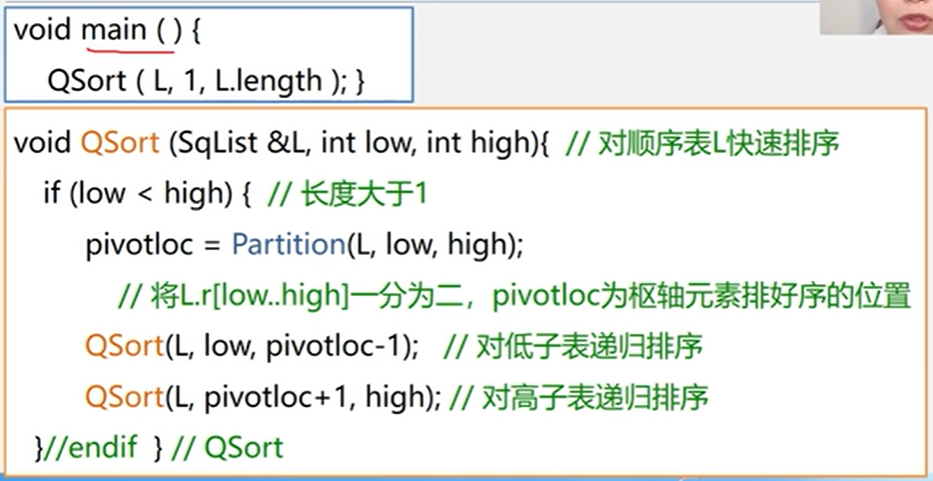 void main ( ) {
QSort ( L, 1, L.length ); }
void QSort (SqList &L, int low, int high){ // 对顺序表L快速排序
if (low < high) { // 长度大于1
pivotloc = Partition(L, low, high);
// 将L.r[low..high]一分为二，pivotloc为枢轴元素排好序的位置
QSort(L, low, pivotloc-1); // 对低子表递归排序
QSort(L, pivotloc+1, high); // 对高子表递归排序
}//endif } // QSort